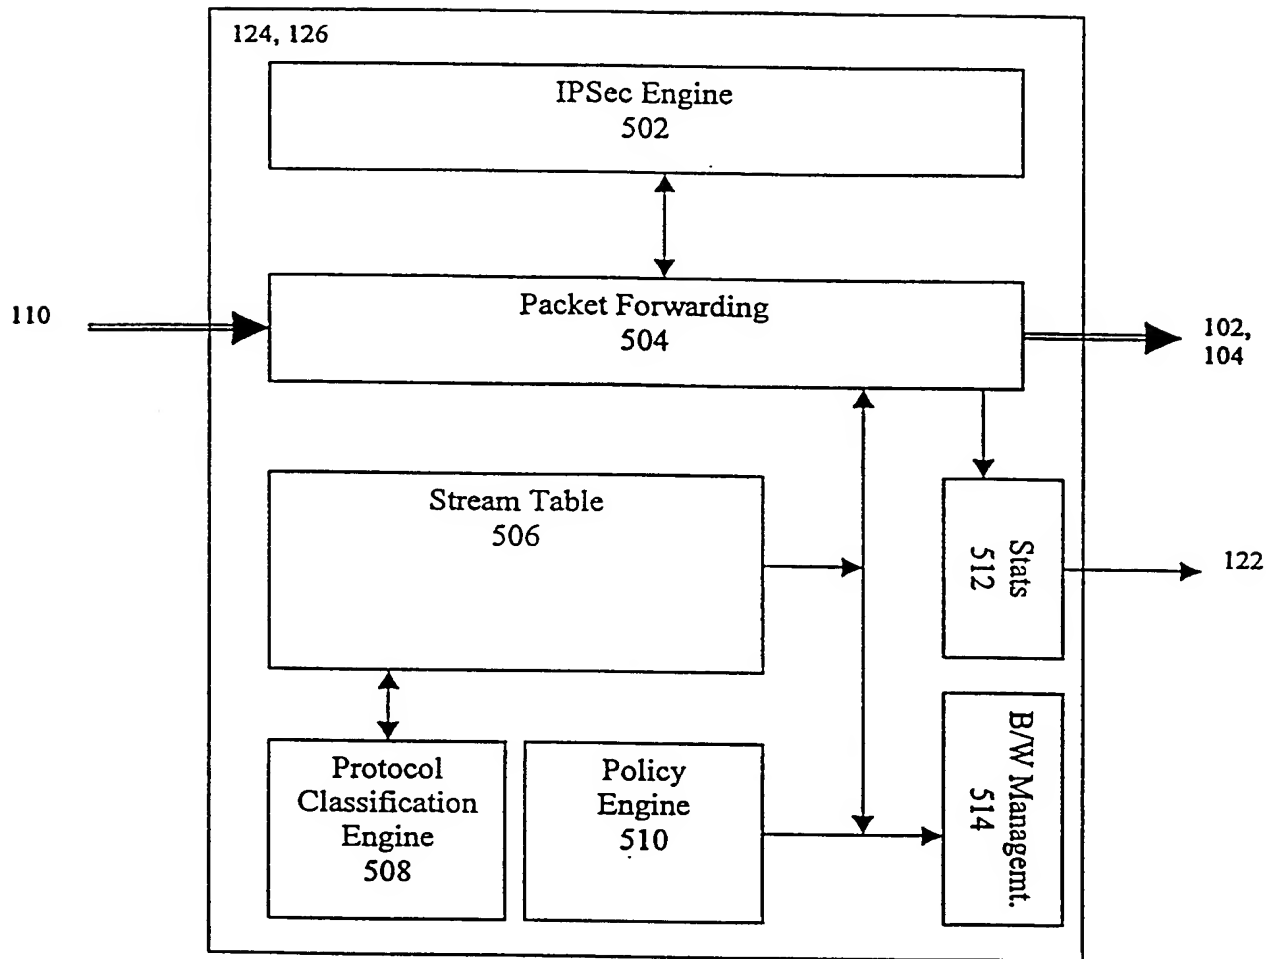 124, 126
IPSec Engine
502
Packet Forwarding
504
110
102,
104
Stream Table
506
Stats
512
122
Protocol
Classification
Engine
508
Policy
Engine
510
B/W Managemt.
514